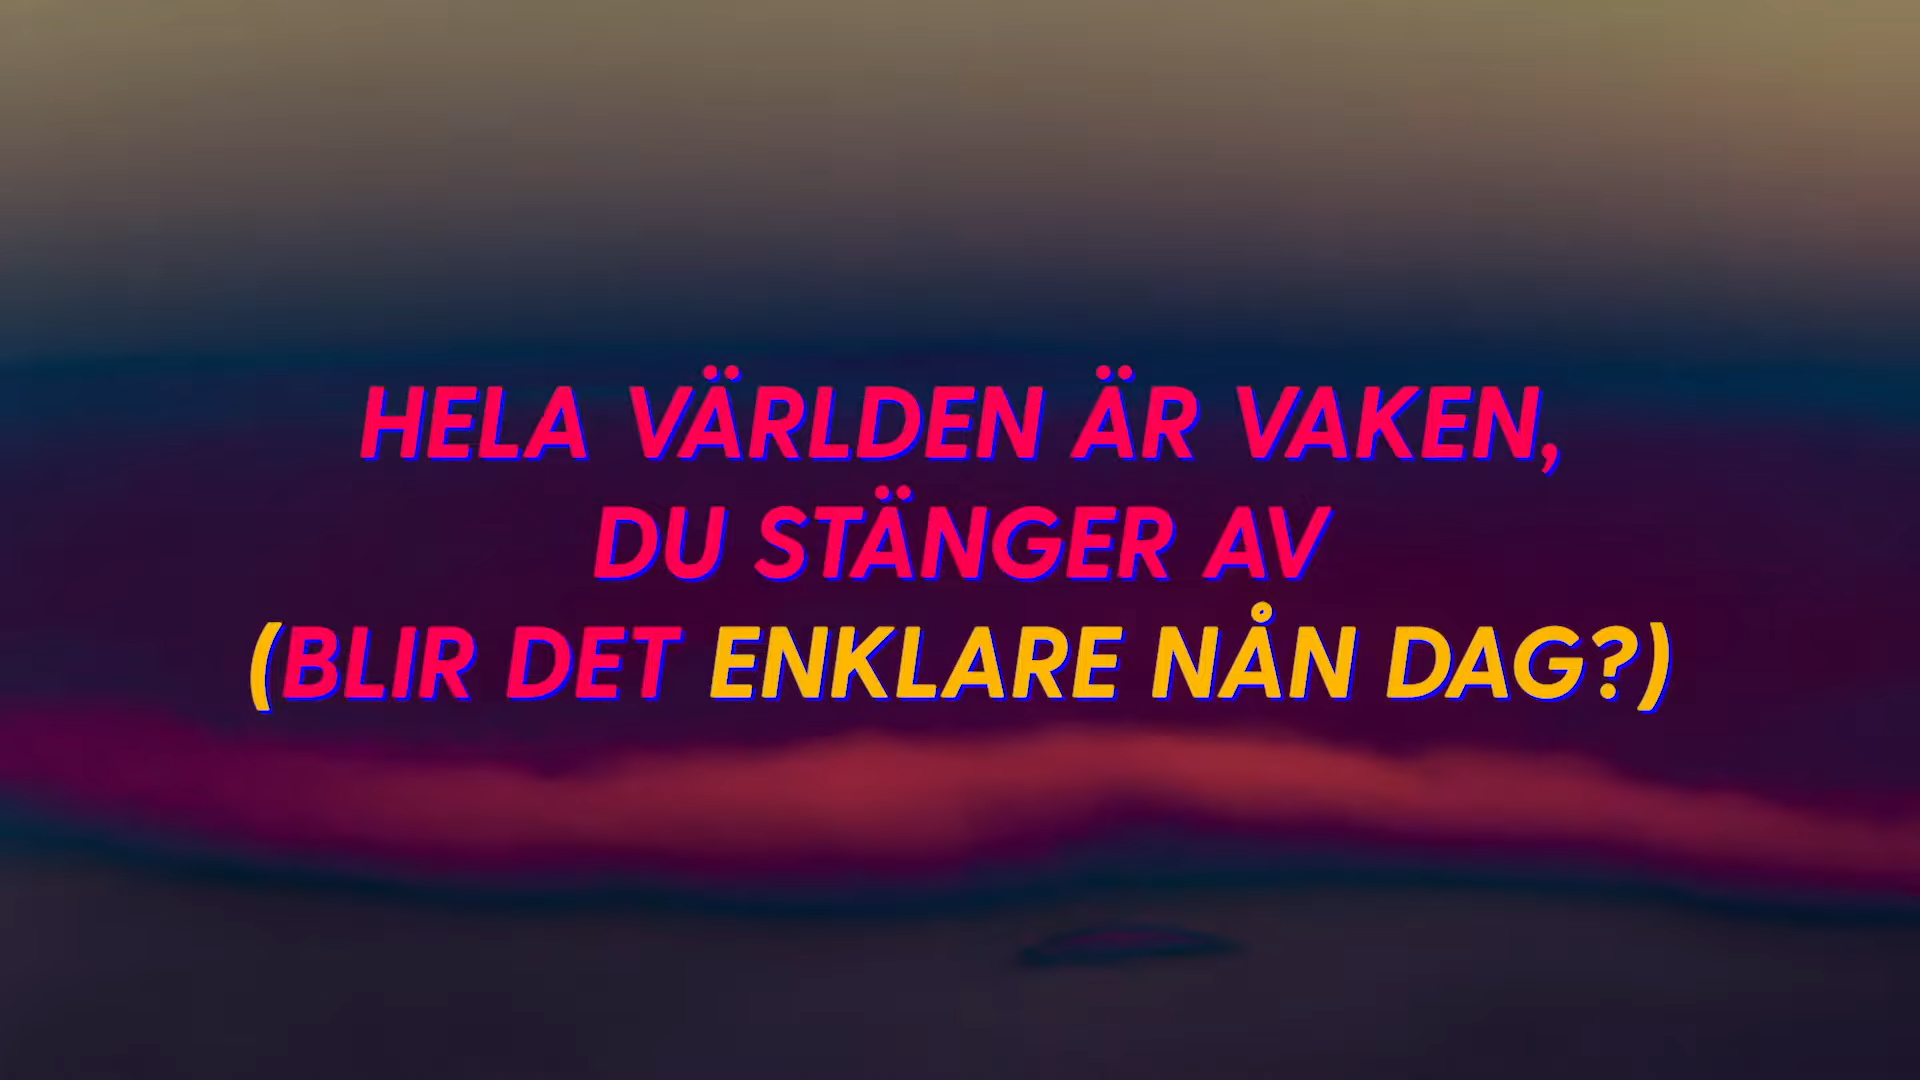 HELA VÄRLDEN ÄR VAKEN,
DU STÄNGER AV
(BLIR DET ENKLARE NÅN DAG?)